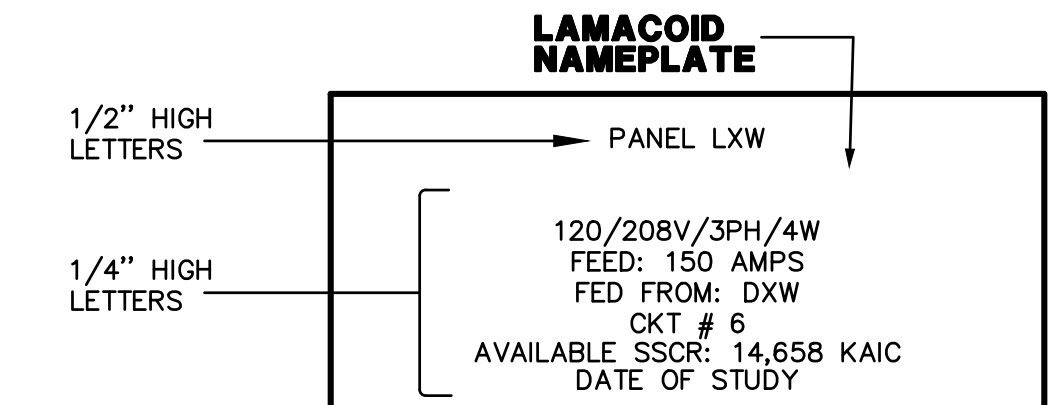 LAMACOID
NAMEPLATE
1/2” HIGH
LETTERS
PANEL LXW
1/4” HIGH
LETTERS
120/208V/3PH/4W
FEED: 150 AMPS
FED FROM: DXW
CKT # 6
AVAILABLE SSCR: 14,658 KAIC
DATE OF STUDY